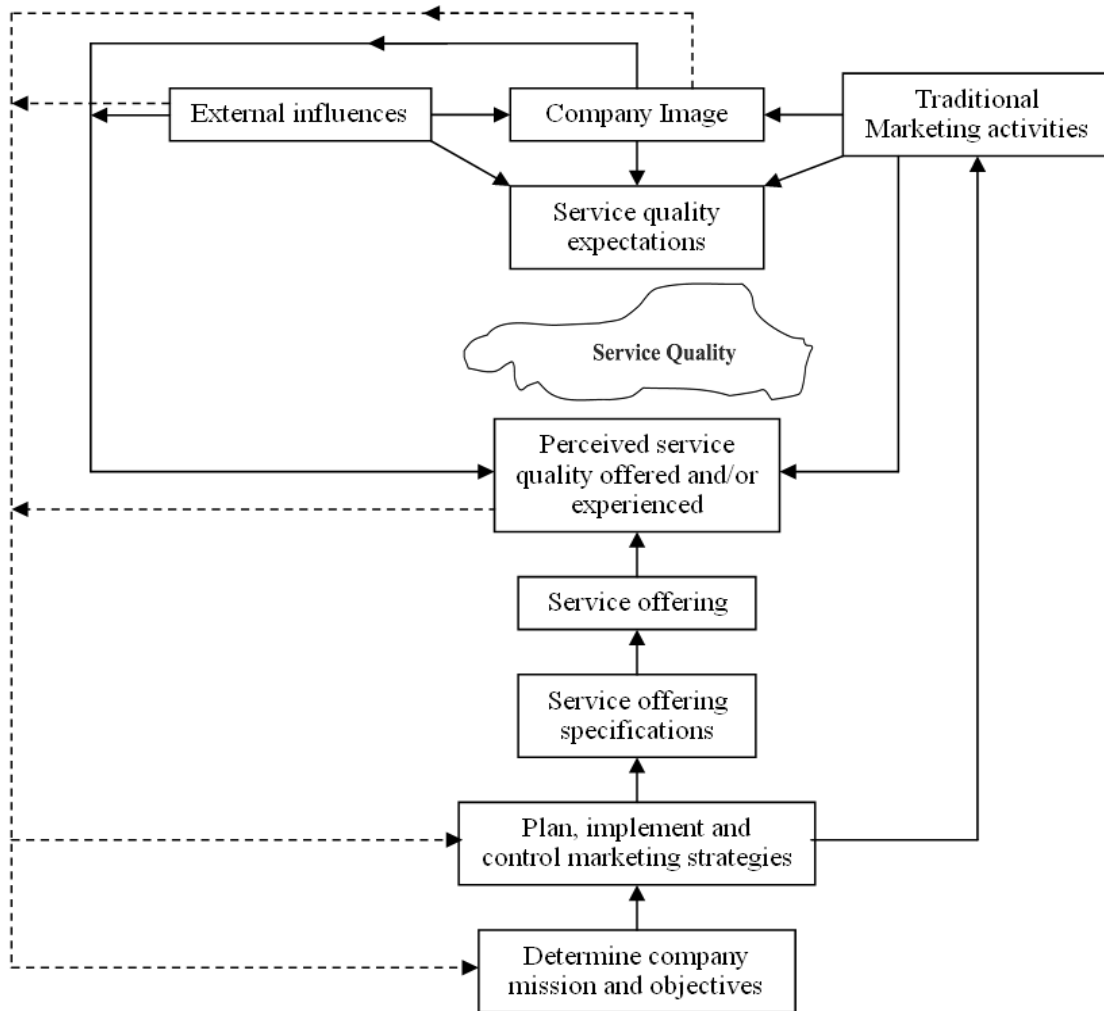 External influences
Company Image
Traditional
Marketing activities
Service quality
expectations
Service Quality
Perceived service
quality offered and/or
experienced
Service offering
Service offering
specifications
Plan, implement and
control marketing strategies
Determine company
mission and objectives